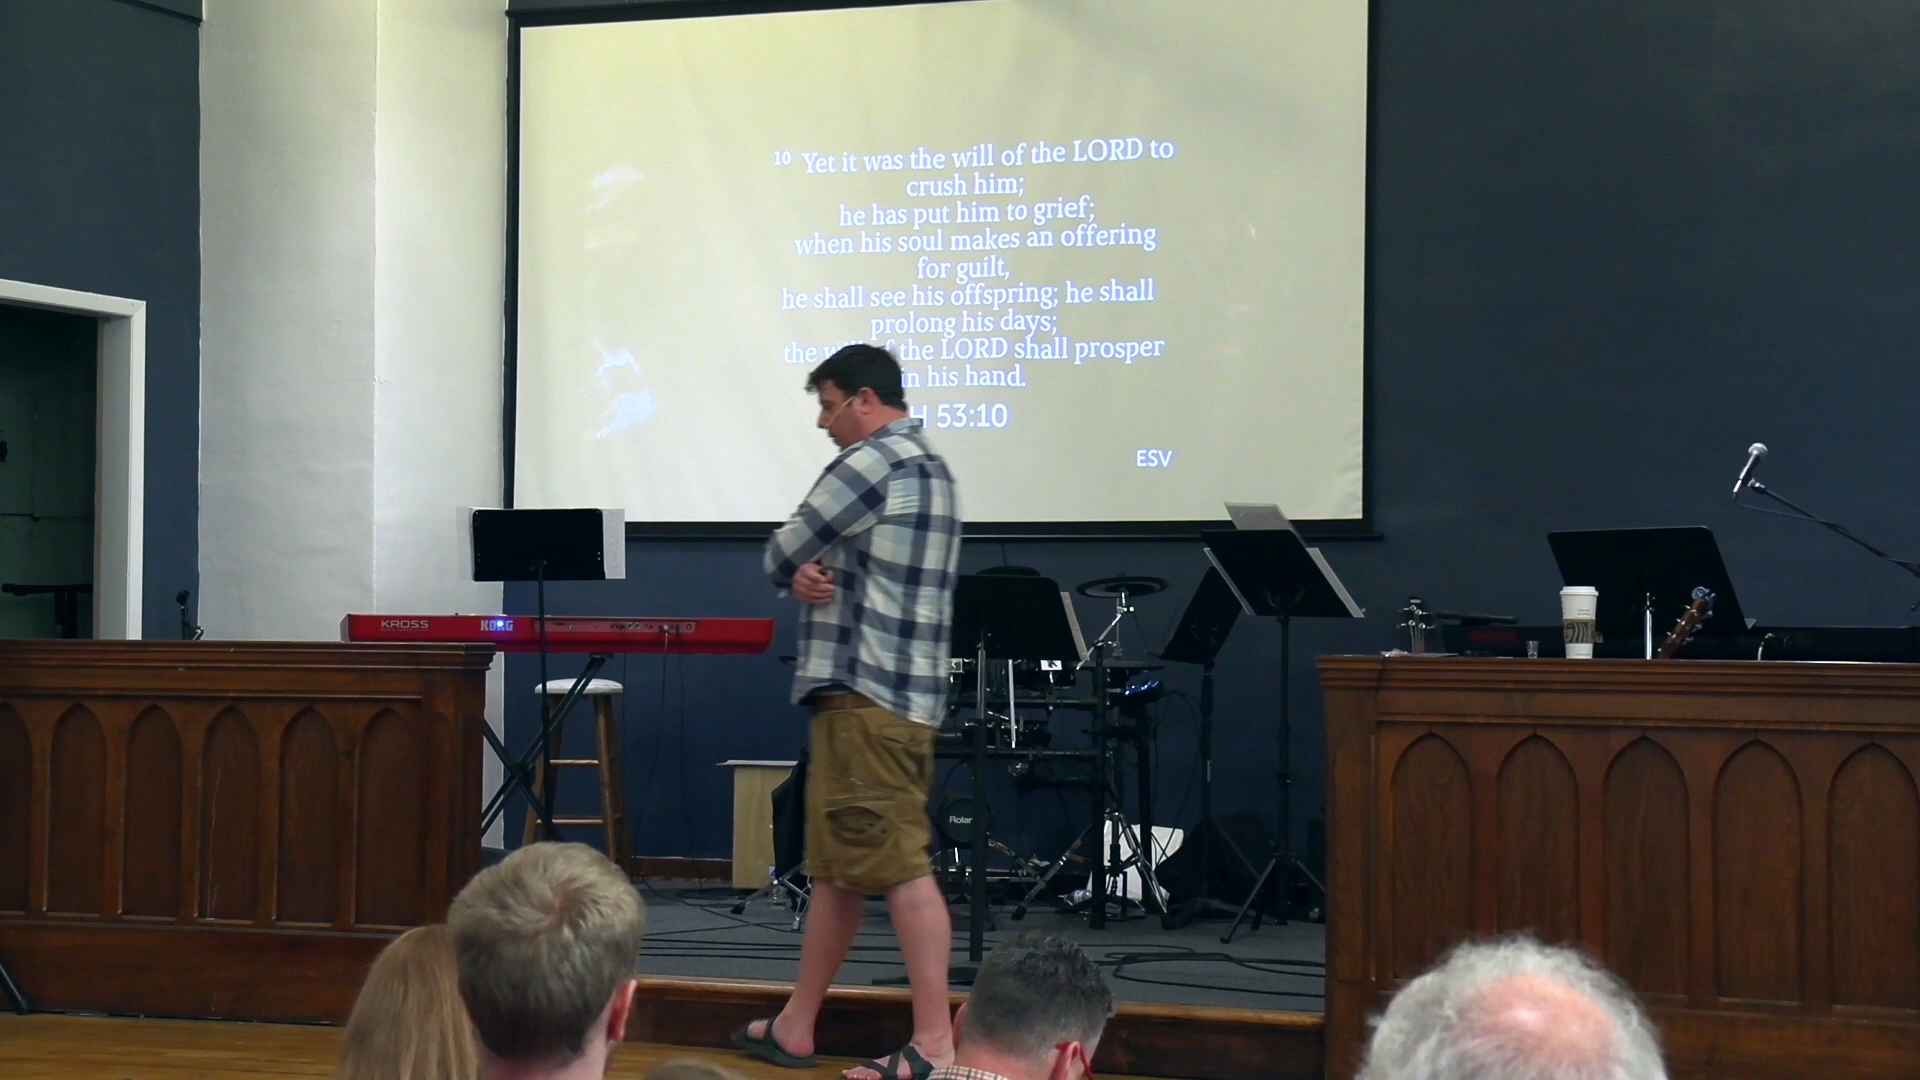 10 Yet it was the will of the LORD to
crush him;
he has put him to grief;
when his soul makes an offering
for guilt,
he shall see his offspring; he shall
prolong his days;
the will of the LORD shall prosper
in his hand.
H 53:10
ESV
KROSS KORG
Roland